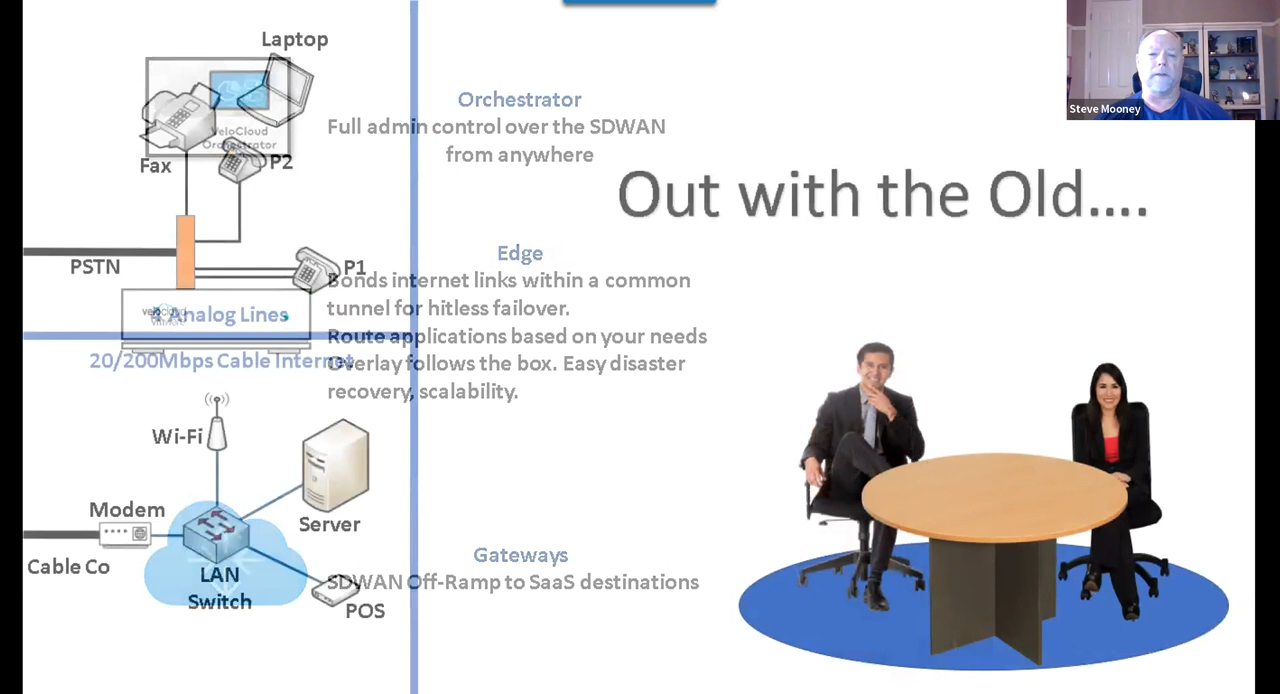 Laptop
VeloCloud
Orchestrator
Fax
P2
PSTN
P1
4 Analog Lines
20/200Mbps Cable Internet
Wi-Fi
Modem
Server
Cable Co
LAN
Switch
POS
Orchestrator
Full admin control over the SDWAN
from anywhere
Edge
Bonds internet links within a common
tunnel for hitless failover.
Route applications based on your needs
Overlay follows the box. Easy disaster
recovery, scalability.
Gateways
SDWAN Off-Ramp to SaaS destinations
Out with the Old....
Steve Mooney